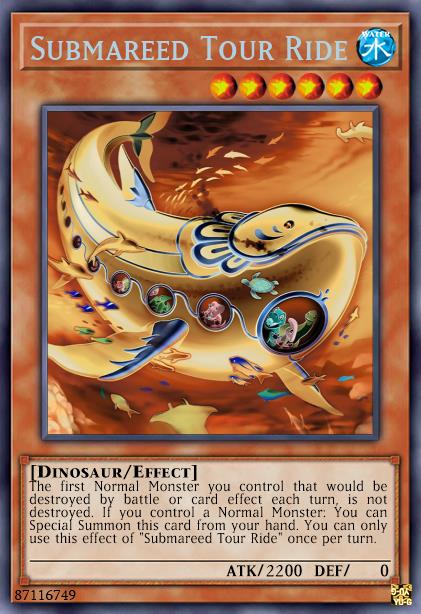 SUBMAREED TOUR RIDE
WATER
水
[DINOSAUR/EFFECT]
The first Normal Monster you control that would be
destroyed by battle or card effect each turn, is not
destroyed. If you control a Normal Monster: You can
Special Summon this card from your hand. You can only
use this effect of "Submareed Tour Ride" once per turn.
ATK/2200 DEF/ 0
87116749